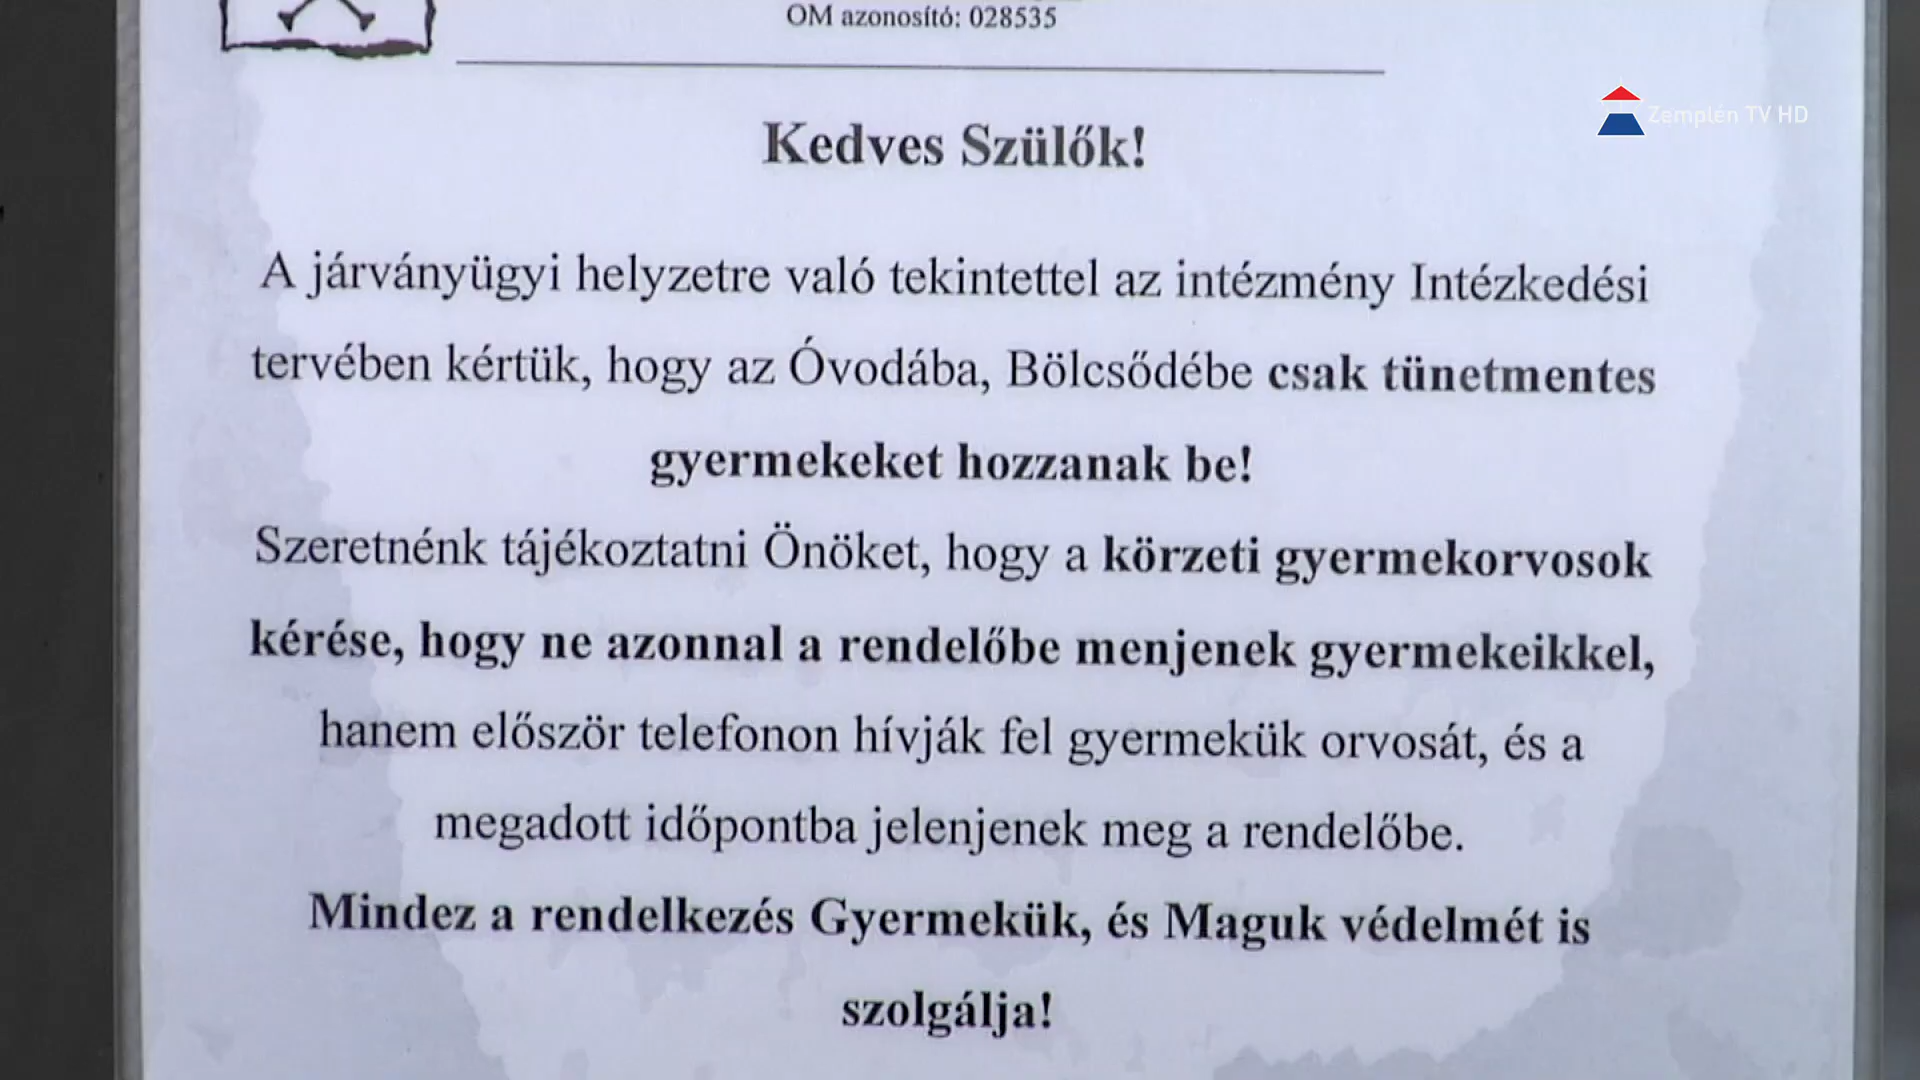 OM azonosító: 028535
Zemplén TV HD
Kedves Szülők!
A járványügyi helyzetre való tekintettel az intézmény Intézkedési
tervében kértük, hogy az Óvodába, Bölcsődébe csak tünetmentes
gyermekeket hozzanak be!
Szeretnénk tájékoztatni Önöket, hogy a körzeti gyermekorvosok
kérése, hogy ne azonnal a rendelőbe menjenek gyermekeikkel,
hanem először telefonon hívják fel gyermekük orvosát, és a
megadott időpontba jelenjenek meg a rendelőbe.
Mindez a rendelkezés Gyermekük, és Maguk védelmét is
szolgálja!